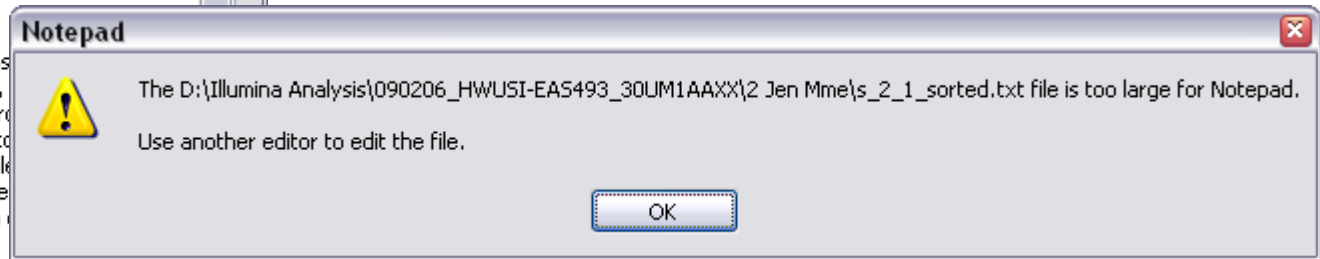 Notepad
The D:\Illumina Analysis\090206_HWUSI-EAS493_30UM1AAXX\2 Jen Mme\s_2_1_sorted.txt file is too large for Notepad.
Use another editor to edit the file.
OK